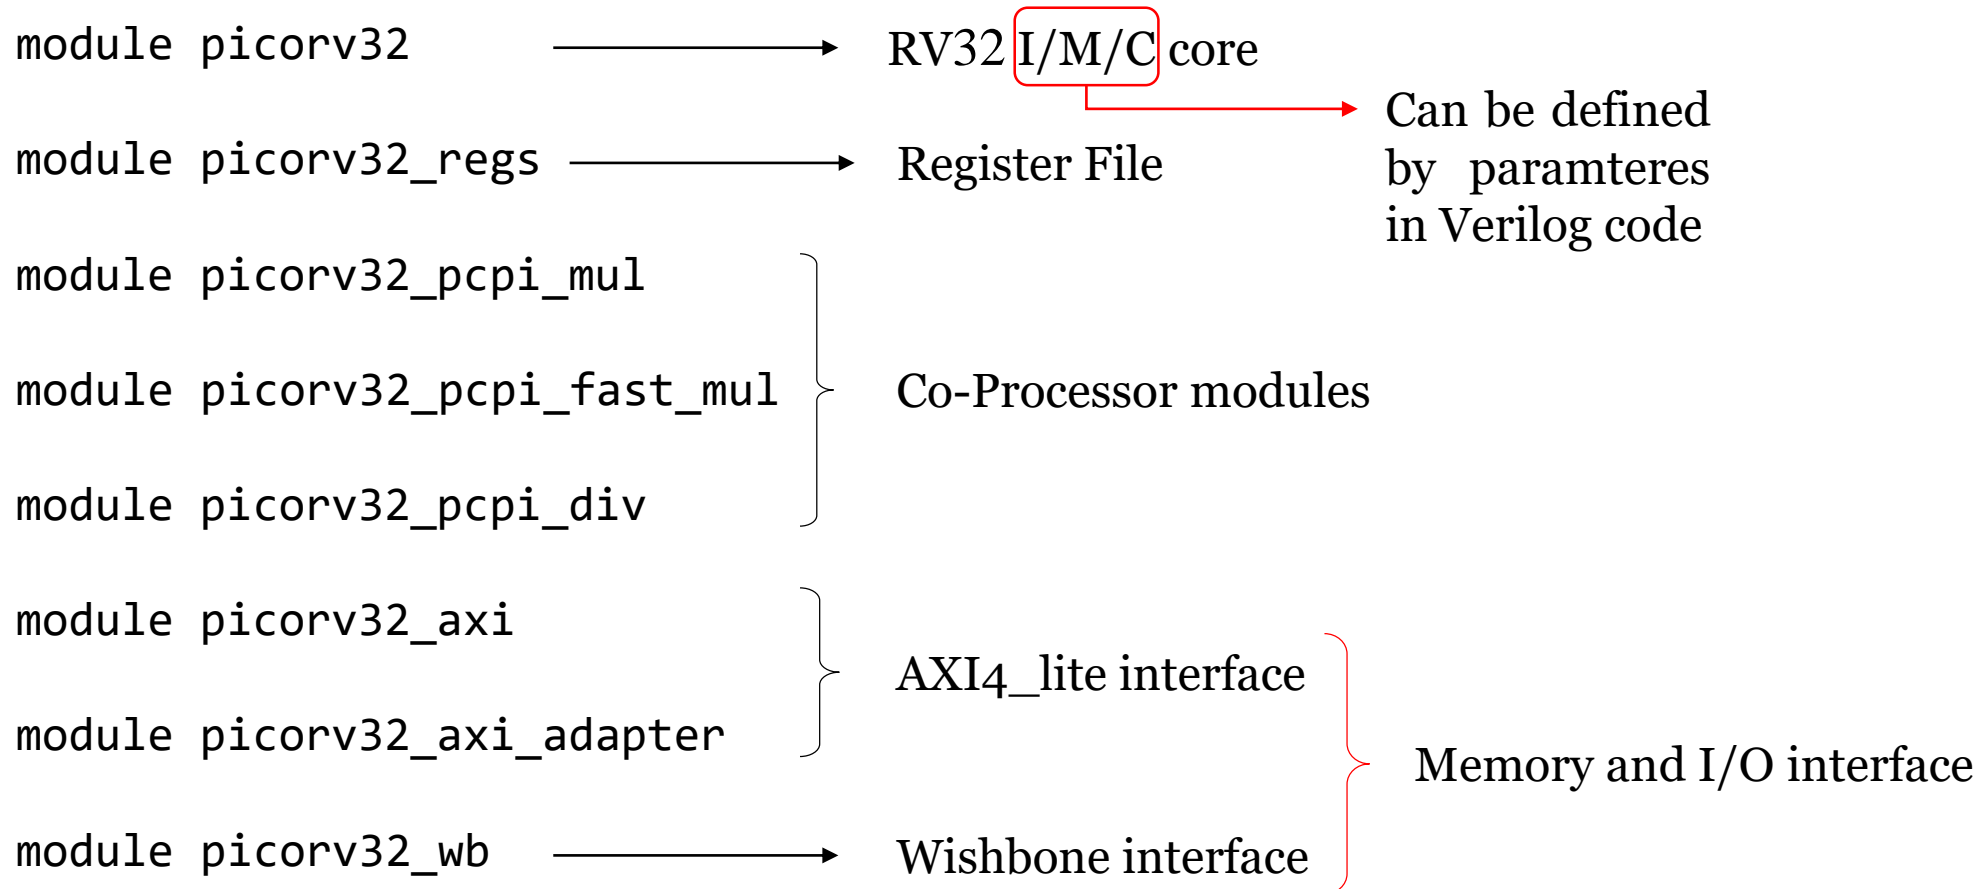 module picorv32
RV32 I/M/C core
Can be defined
by paramteres
in Verilog code
module picorv32_regs
Register File
module picorv32_pcpi_mul
module picorv32_pcpi_fast_mul
Co-Processor modules
module picorv32_pcpi_div
module picorv32_axi
AXI4_lite interface
module picorv32_axi_adapter
Memory and I/O interface
module picorv32_wb
Wishbone interface